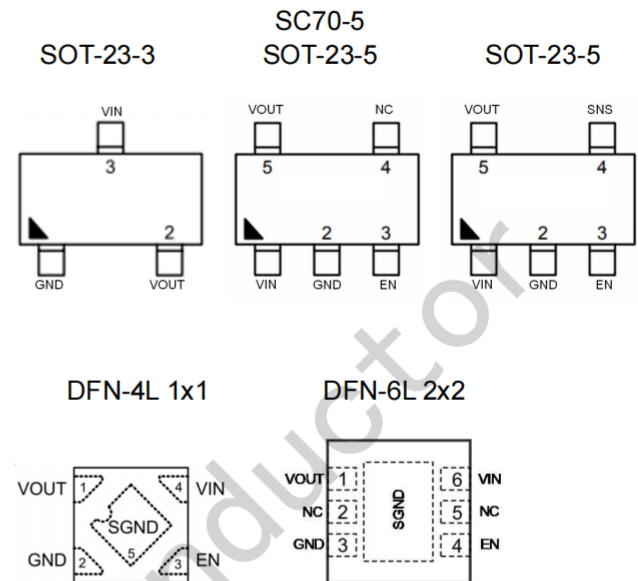 SC70-5
SOT-23-3 SOT-23-5 SOT-23-5
VIN VOUT NC VOUT SNS
3 5 4 5 4
2 2 3 2 3
GND VOUT VIN GND EN VIN GND EN
DFN-4L 1x1 DFN-6L 2x2
VOUT 1 4 VIN VOUT 1 6 VIN
SGND NC 2 SGND 5 NC
GND 2 5 3 EN GND 3 4 EN
nductor